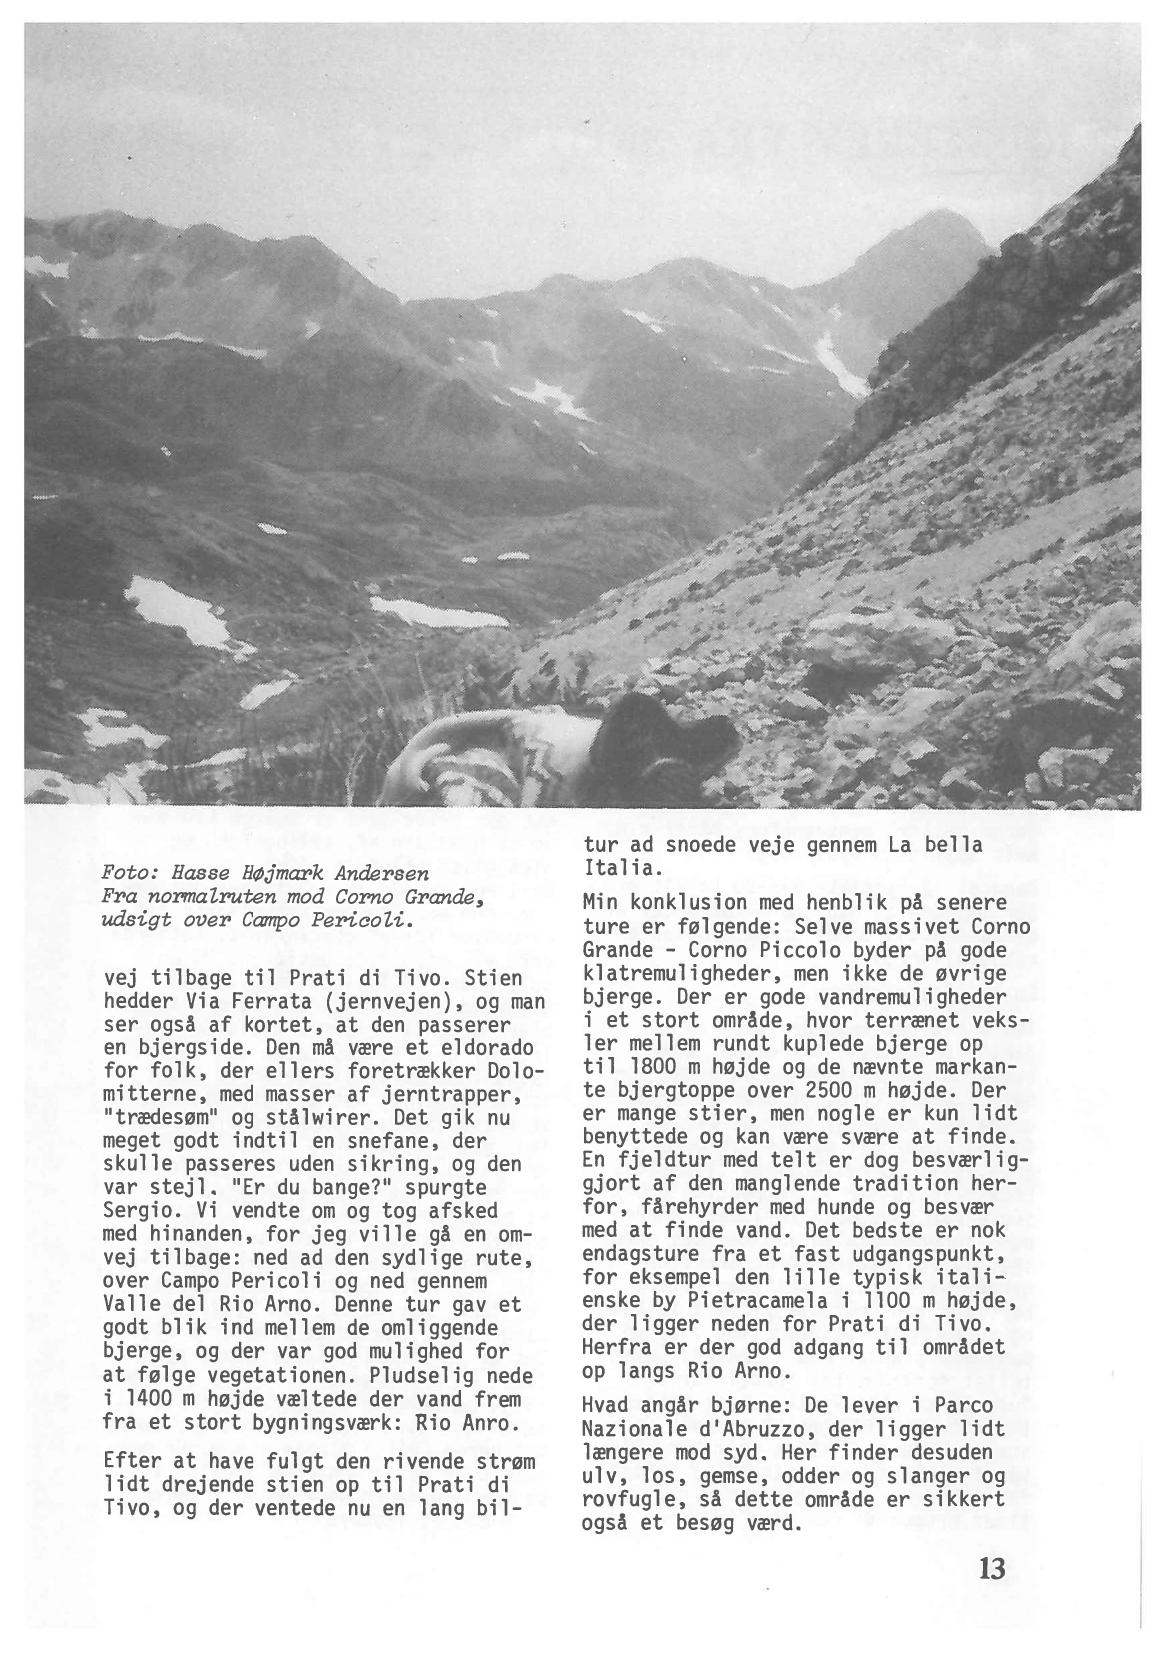 Foto: Hasse Højmark Andersen
Fra normalruten mod Corno Grande,
udsigt over Campo Pericoli.
vej tilbage til Prati di Tivo. Stien
hedder Via Ferrata (jernvejen), og man
ser også af kortet, at den passerer
en bjergside. Den må være et eldorado
for folk, der ellers foretrækker Dolo-
mitterne, med masser af jerntrapper,
"trædesøm" og stålwirer. Det gik nu
meget godt indtil en snefane, der
skulle passeres uden sikring, og den
var stejl. "Er du bange?" spurgte
Sergio. Vi vendte om og tog afsked
med hinanden, for jeg ville gå en om-
vej tilbage: ned ad den sydlige rute,
over Campo Pericoli og ned gennem
Valle del Rio Arno. Denne tur gav et
godt blik ind mellem de omliggende
bjerge, og der var god mulighed for
at følge vegetationen. Pludselig nede
i 1400 m højde væltede der vand frem
fra et stort bygningsværk: Rio Anro.
Efter at have fulgt den rivende strøm
lidt drejende stien op til Prati di
Tivo, og der ventede nu en lang bil-
tur ad snoede veje gennem La bella
Italia.
Min konklusion med henblik på senere
ture er følgende: Selve massivet Corno
Grande - Corno Piccolo byder på gode
klatremuligheder, men ikke de øvrige
bjerge. Der er gode vandremuligheder
i et stort område, hvor terrænet veks-
ler mellem rundt kuplede bjerge op
til 1800 m højde og de nævnte markan-
te bjergtoppe over 2500 m højde. Der
er mange stier, men nogle er kun lidt
benyttede og kan være svære at finde.
En fjeldtur med telt er dog besværlig-
gjort af den manglende tradition her-
for, fårehyrder med hunde og besvær
med at finde vand. Det bedste er nok
endagsture fra et fast udgangspunkt,
for eksempel den lille typisk itali-
enske by Pietracamela i 1100 m højde,
der ligger neden for Prati di Tivo.
Herfra er der god adgang til området
op langs Rio Arno.
Hvad angår bjørne: De lever i Parco
Nazionale d'Abruzzo, der ligger lidt
længere mod syd. Her finder desuden
ulv, los, gemse, odder og slanger og
rovfugle, så dette område er sikkert
også et besøg værd.
13